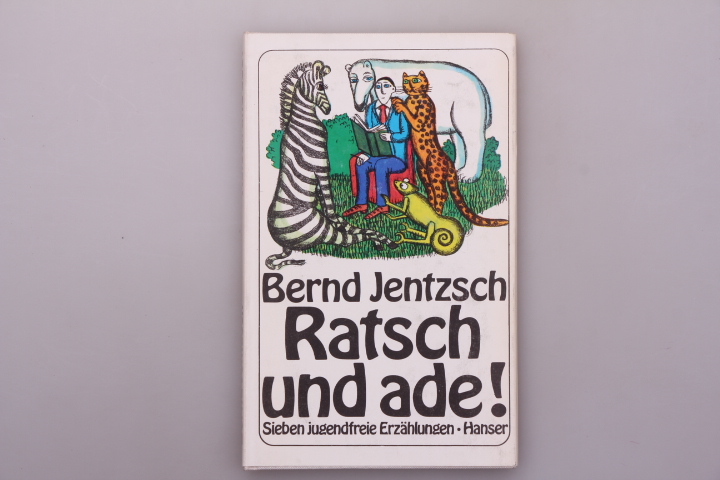 Bernd Jentzsch
Ratsch
und ade!
Sieben jugendfreie Erzählungen · Hanser